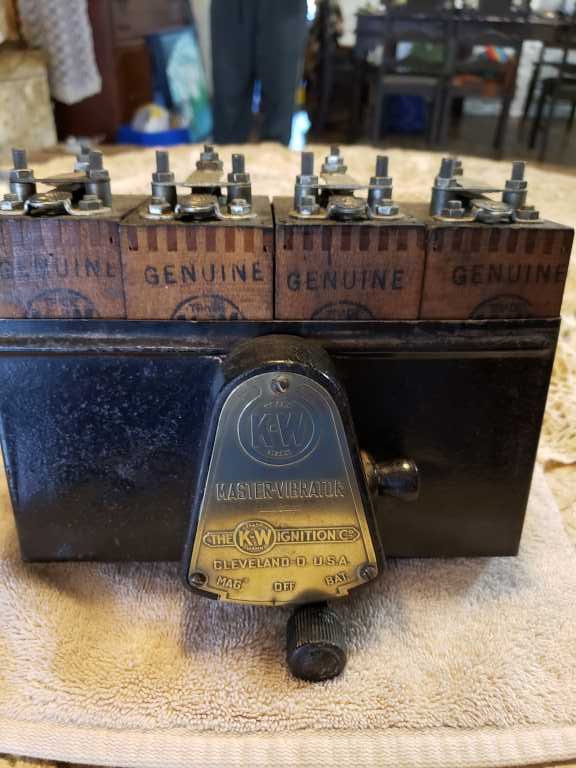 GENUINE
GENUINE
GENUINE
GENUINE
K-W
MASTER-VIBRATOR
THE K-W IGNITION CO.
CLEVELAND-O. U.S.A.
MAG. OFF BAT.